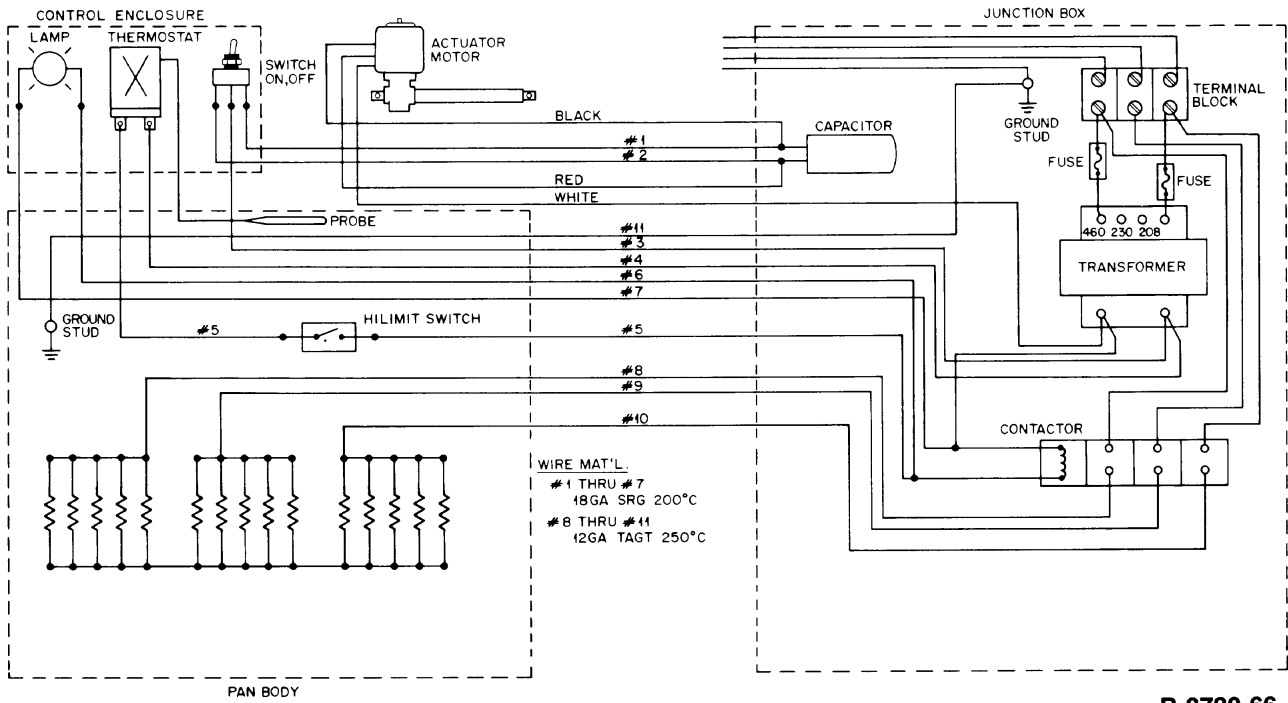 CONTROL ENCLOSURE
JUNCTION BOX
LAMP
THERMOSTAT
SWITCH
ON, OFF
ACTUATOR
MOTOR
TERMINAL
BLOCK
GROUND
STUD
BLACK
CAPACITOR
#1
#2
FUSE
FUSE
RED
WHITE
PROBE
#11
#3
#4
#6
#7
460 230 208
TRANSFORMER
GROUND
STUD
#5
HILIMIT SWITCH
#5
#8
#9
#10
CONTACTOR
WIRE MAT'L.
#1 THRU #7
18GA SRG 200°C
#8 THRU #11
12GA TAGT 250°C
PAN BODY